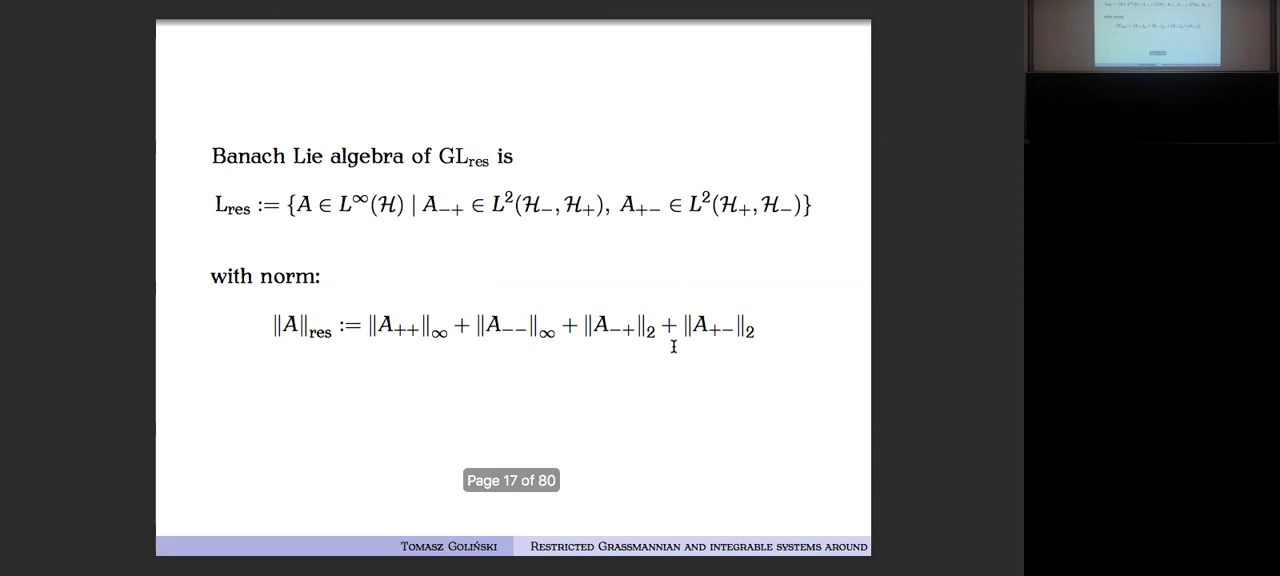 Banach Lie algebra of GL_res is
L_res := {A ∈ L^∞(ℋ) | A_−+ ∈ L^2(ℋ_−, ℋ_+), A_+− ∈ L^2(ℋ_+, ℋ_−)}
with norm:
‖A‖_res := ‖A_++‖_∞ + ‖A_−−‖_∞ + ‖A_−+‖_2 + ‖A_+−‖_2
Page 17 of 80
Tomasz Goliński Restricted Grassmannian and integrable systems around